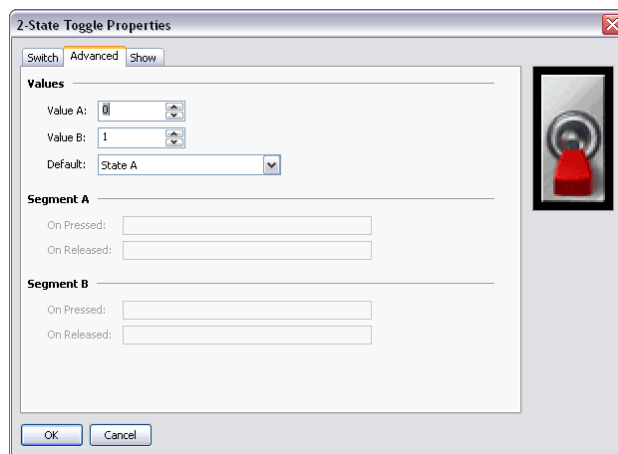 2-State Toggle Properties
Switch Advanced Show
Values
Value A: 0
Value B: 1
Default: State A
Segment A
On Pressed:
On Released:
Segment B
On Pressed:
On Released:
OK Cancel